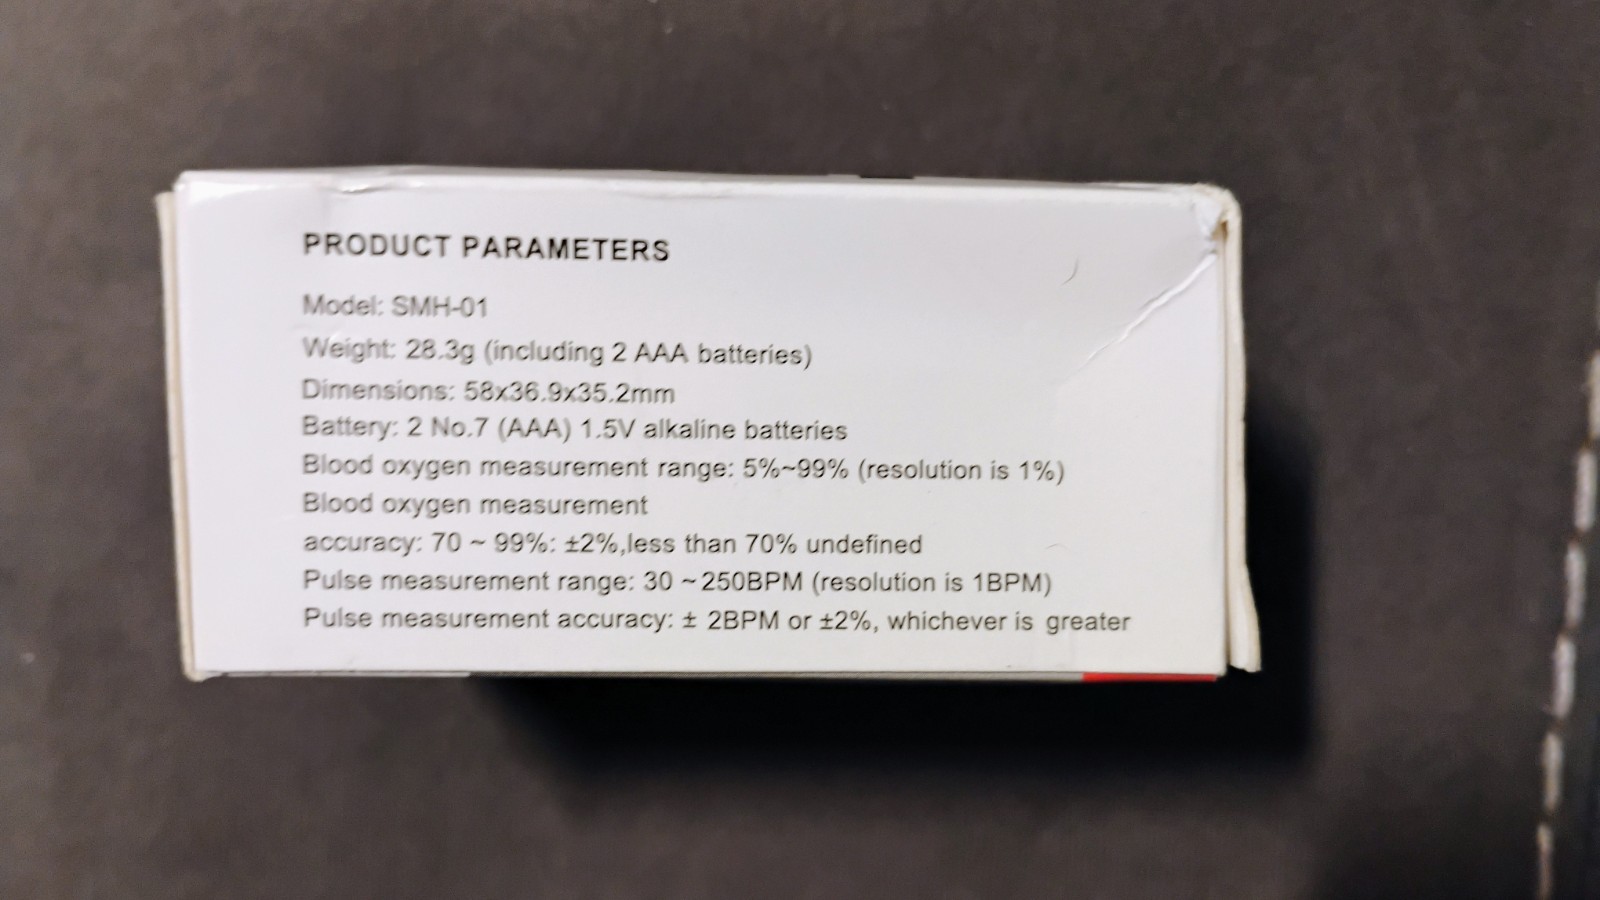 PRODUCT PARAMETERS
Model: SMH-01
Weight: 28.3g (including 2 AAA batteries)
Dimensions: 58x36.9x35.2mm
Battery: 2 No.7 (AAA) 1.5V alkaline batteries
Blood oxygen measurement range: 5%~99% (resolution is 1%)
Blood oxygen measurement
accuracy: 70 ~ 99%: ±2%,less than 70% undefined
Pulse measurement range: 30 ~250BPM (resolution is 1BPM)
Pulse measurement accuracy: ± 2BPM or ±2%, whichever is greater